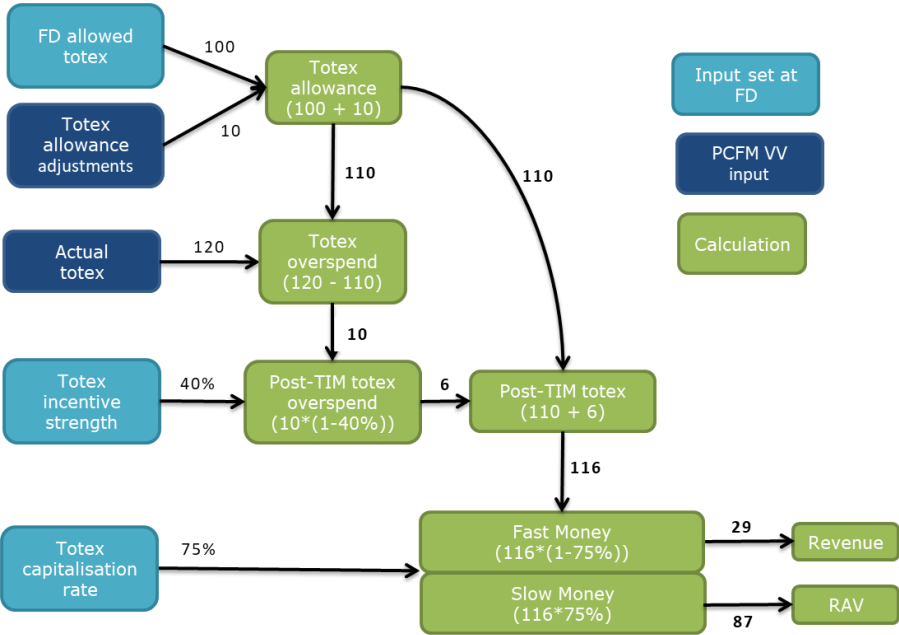 FD allowed
totex
100
Totex
allowance
(100 + 10)
Input set at
FD
Totex
allowance
adjustments
10
PCFM VV
input
110
110
Actual
totex
120
Totex
overspend
(120 - 110)
Calculation
10
Totex
incentive
strength
40%
Post-TIM totex
overspend
(10*(1-40%))
6
Post-TIM totex
(110 + 6)
116
Totex
capitalisation
rate
75%
Fast Money
(116*(1-75%))
29
Revenue
Slow Money
(116*75%)
87
RAV